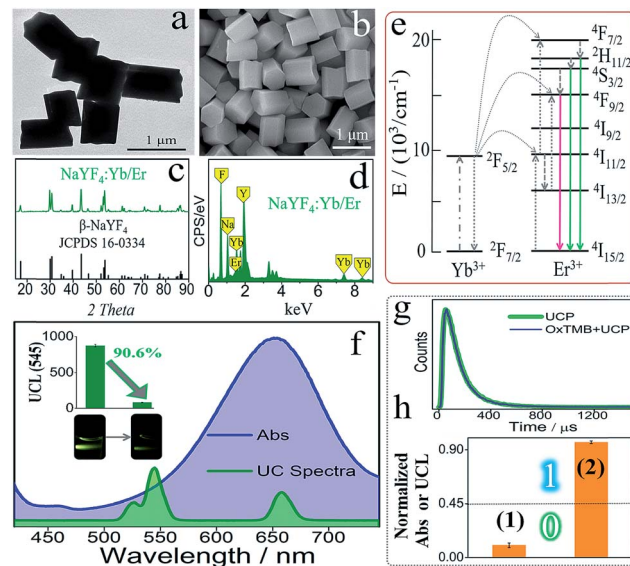 a
1 μm
b
1 μm
c
NaYF4:Yb/Er
β-NaYF4
JCPDS 16-0334
20 30 40 50 60 70 80 90
2 Theta
d
NaYF4:Yb/Er
CPS/eV
F
Na
Yb
Er
Y
Yb
Yb
0 2 4 6 8
keV
e
E / (10³/cm⁻¹)
20
15
10
5
0
²F5/2
²F7/2
Yb³⁺
⁴F7/2
²H11/2
⁴S3/2
⁴F9/2
⁴I9/2
⁴I11/2
⁴I13/2
⁴I15/2
Er³⁺
f
UCL (545)
1000
500
0
90.6%
Abs
UC Spectra
450 500 550 600 650 700
Wavelength / nm
g
UCP
OxTMB+UCP
Counts
0 400 800 1200
Time / μs
h
Normalized
Abs or UCL
0.90
0.45
0.00
(1)
1
0
(2)